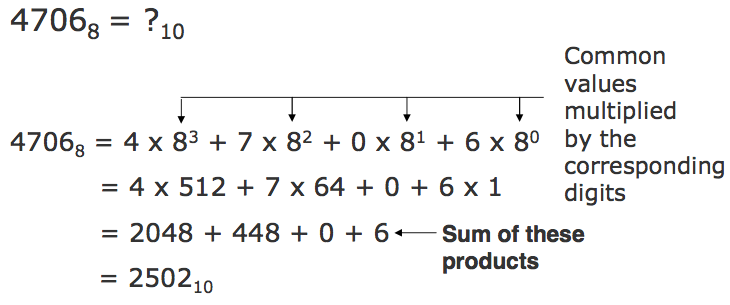 4706₈ = ?₁₀
Common
values
multiplied
by the
corresponding
digits
4706₈ = 4 x 8³ + 7 x 8² + 0 x 8¹ + 6 x 8⁰
= 4 x 512 + 7 x 64 + 0 + 6 x 1
= 2048 + 448 + 0 + 6
Sum of these
products
= 2502₁₀